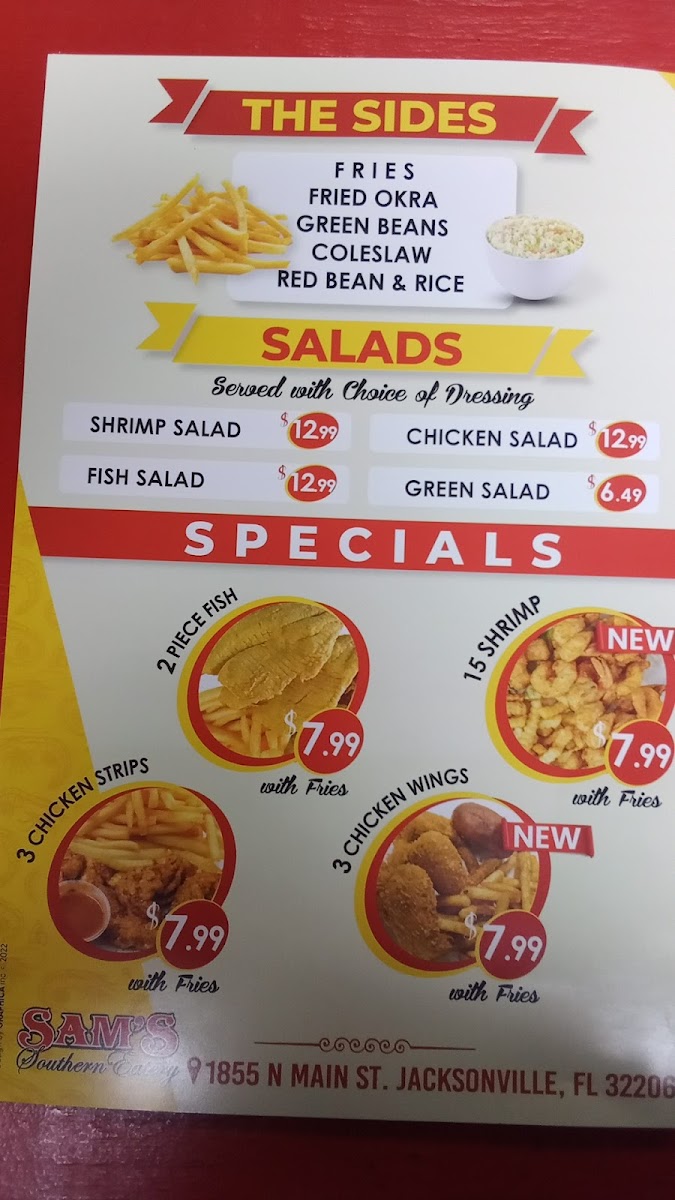 THE SIDES
FRIES
FRIED OKRA
GREEN BEANS
COLESLAW
RED BEAN & RICE
SALADS
Served with Choice of Dressing
SHRIMP SALAD $12.99
CHICKEN SALAD $12.99
FISH SALAD $12.99
GREEN SALAD $6.49
SPECIALS
2 PIECE FISH
$7.99
with Fries
15 SHRIMP
NEW
$7.99
with Fries
3 CHICKEN STRIPS
$7.99
with Fries
3 CHICKEN WINGS
NEW
$7.99
with Fries
SAM'S
Southern Eatery
1855 N MAIN ST. JACKSONVILLE, FL 32206
GRAPHICA inc © 2022